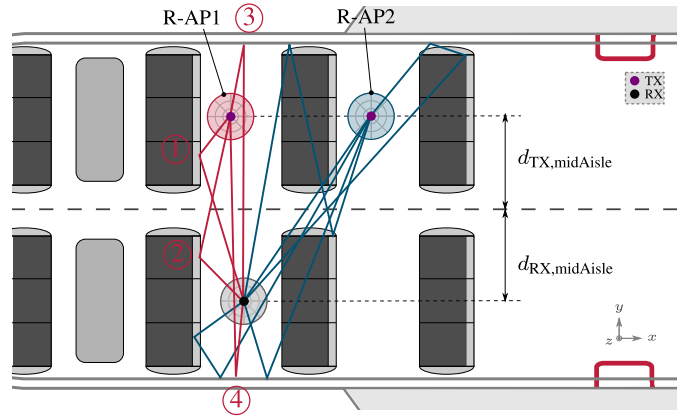 R-AP1
③
R-AP2
TX
RX
①
d_TX,midAisle
②
d_RX,midAisle
y
z
x
④